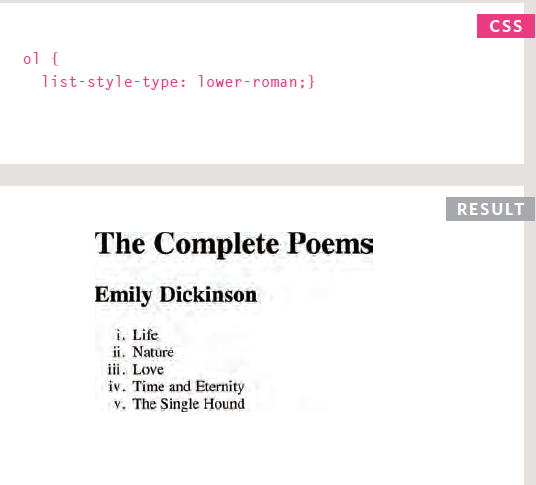 CSS
ol {
list-style-type: lower-roman;}
RESULT
The Complete Poems
Emily Dickinson
i. Life
ii. Nature
iii. Love
iv. Time and Eternity
v. The Single Hound